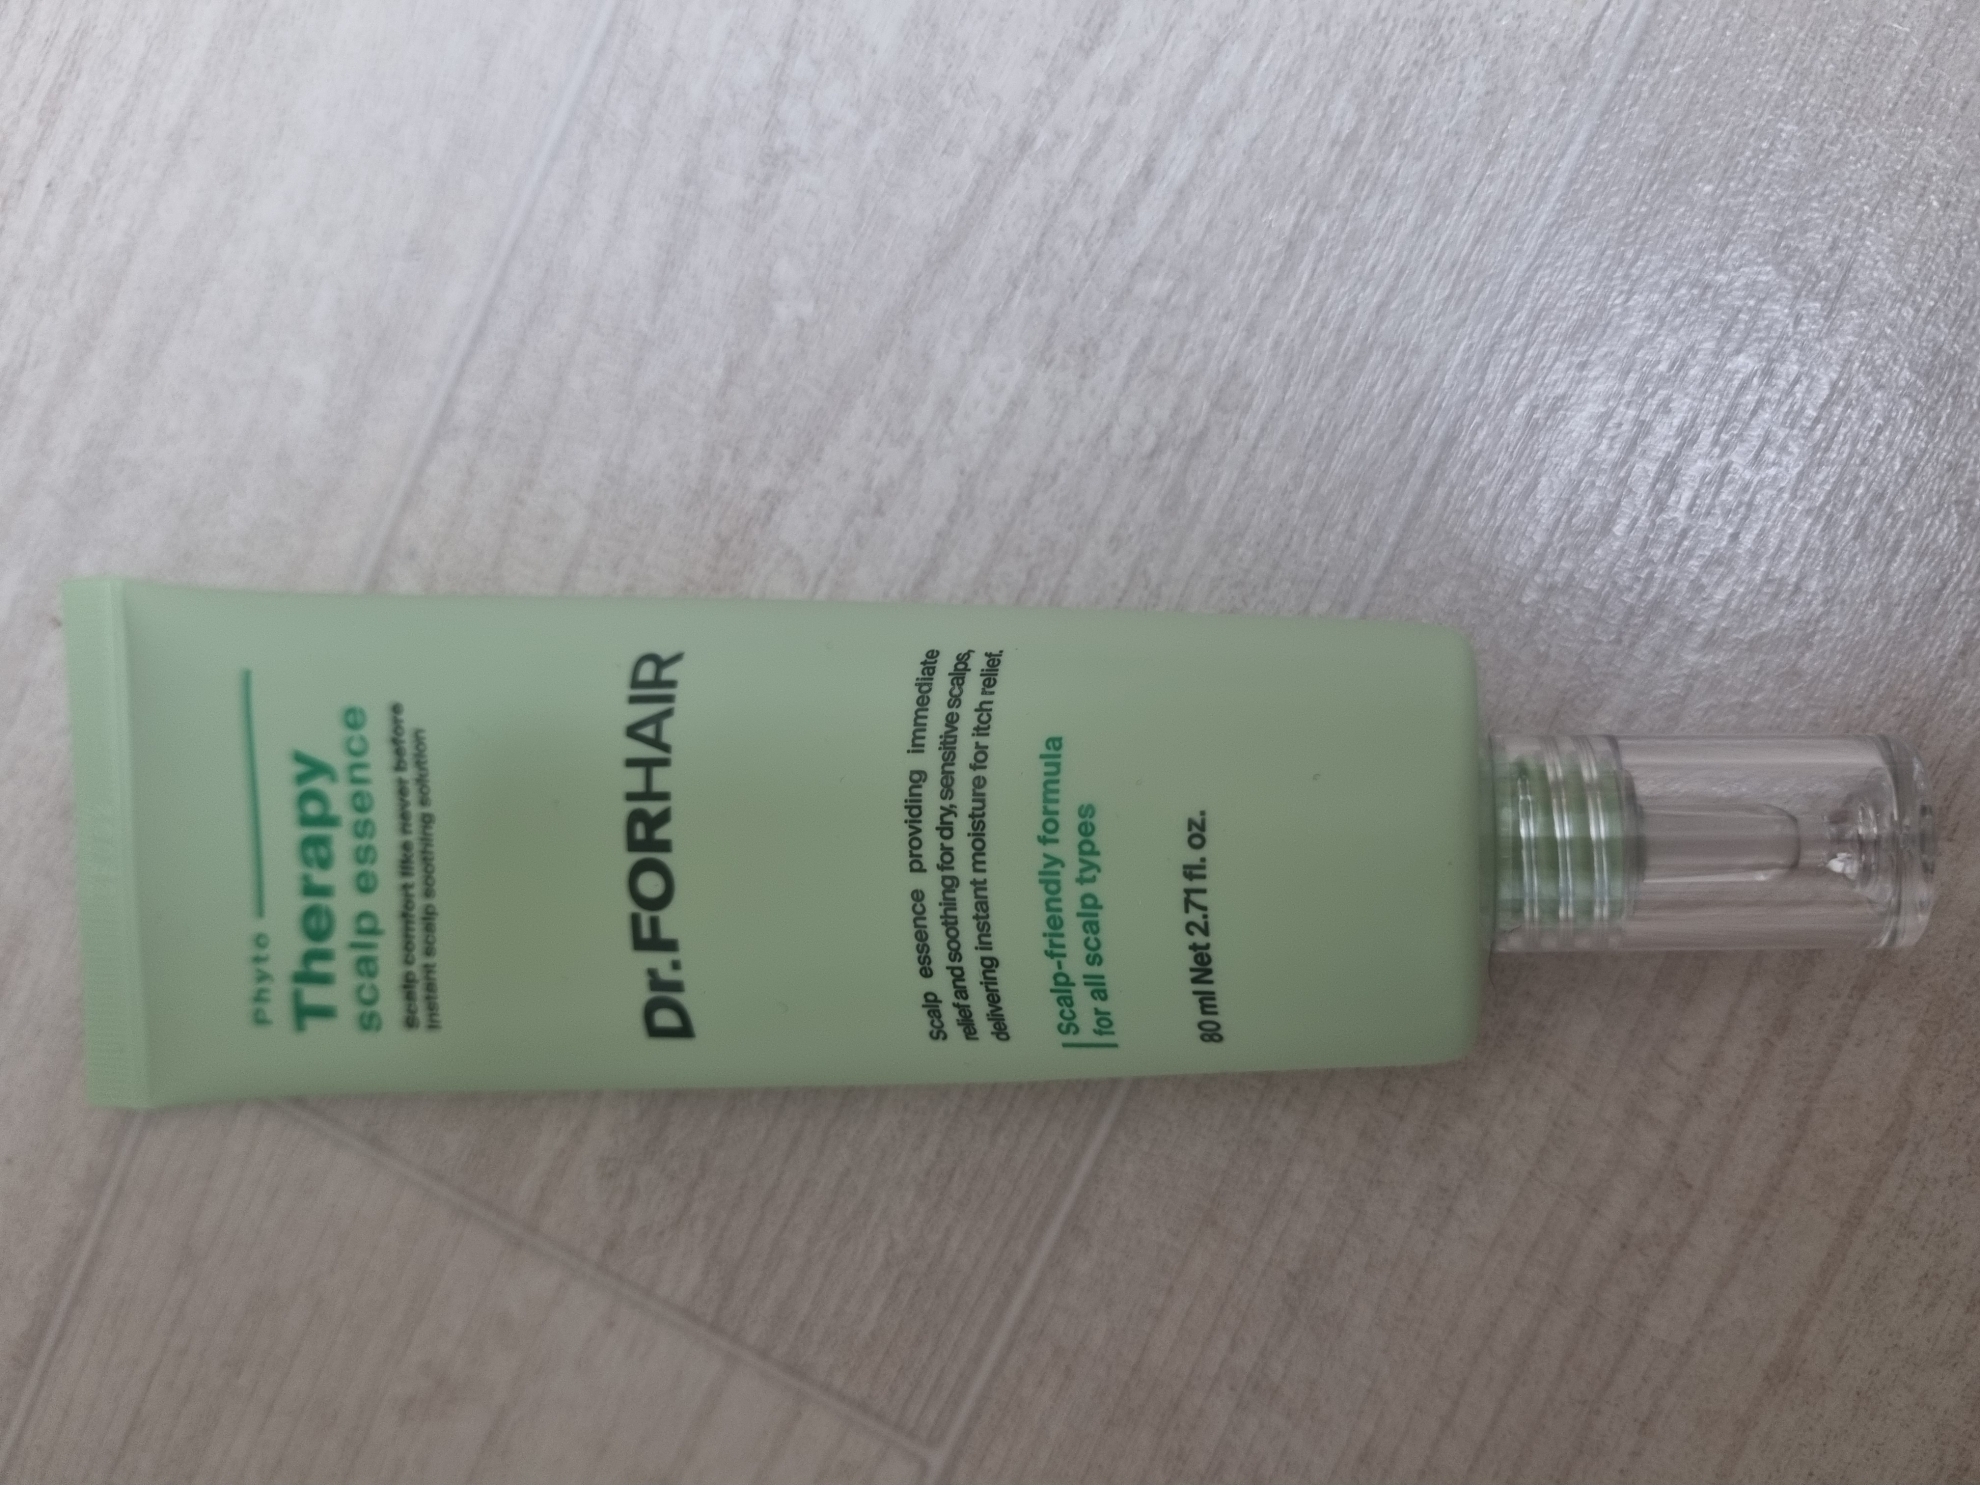 Phyto
Therapy
scalp essence
Scalp comfort like never before
Instant scalp soothing solution
Dr.FORHAIR
Scalp essence providing immediate
relief and soothing for dry, sensitive scalps,
delivering instant moisture for itch relief.
Scalp-friendly formula
for all scalp types
80 ml Net 2.71 fl. oz.